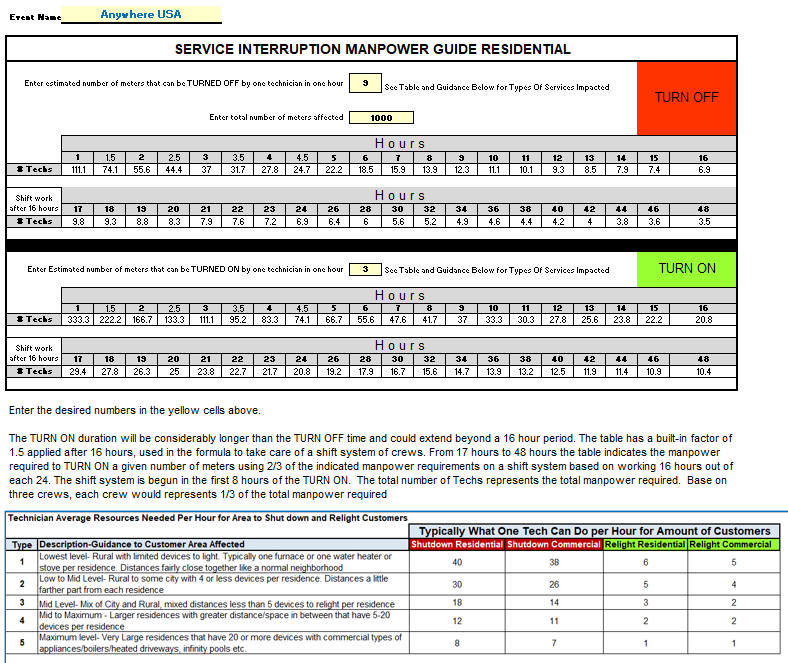 Event Name Anywhere USA
SERVICE INTERRUPTION MANPOWER GUIDE RESIDENTIAL
Enter estimated number of meters that can be TURNED OFF by one technician in one hour 9 See Table and Guidance Below for Types Of Services Impacted
TURN OFF
Enter total number of meters affected 1000
Hours
1 1.5 2 2.5 3 3.5 4 4.5 5 6 7 8 9 10 11 12 13 14 15 16
# Techs 111.1 74.1 55.6 44.4 37 31.7 27.8 24.7 22.2 18.5 15.9 13.9 12.3 11.1 10.1 9.3 8.5 7.9 7.4 6.9
Shift work
Hours
after 16 hours 17 18 19 20 21 22 23 24 26 28 30 32 34 36 38 40 42 44 46 48
# Techs 9.8 9.3 8.8 8.3 7.9 7.6 7.2 6.9 6.4 6 5.6 5.2 4.9 4.6 4.4 4.2 4 3.8 3.6 3.5
Enter Estimated number of meters that can be TURNED ON by one technician in one hour 3 See Table and Guidance Below for Types Of Services Impacted
TURN ON
Hours
1 1.5 2 2.5 3 3.5 4 4.5 5 6 7 8 9 10 11 12 13 14 15 16
# Techs 333.3 222.2 166.7 133.3 111.1 95.2 83.3 74.1 66.7 55.6 47.6 41.7 37 33.3 30.3 27.8 25.6 23.8 22.2 20.8
Shift work
Hours
after 16 hours 17 18 19 20 21 22 23 24 26 28 30 32 34 36 38 40 42 44 46 48
# Techs 29.4 27.8 26.3 25 23.8 22.7 21.7 20.8 19.2 17.9 16.7 15.6 14.7 13.9 13.2 12.5 11.9 11.4 10.9 10.4
Enter the desired numbers in the yellow cells above.
The TURN ON duration will be considerably longer than the TURN OFF time and could extend beyond a 16 hour period. The table has a built-in factor of
1.5 applied after 16 hours, used in the formula to take care of a shift system of crews. From 17 hours to 48 hours the table indicates the manpower
required to TURN ON a given number of meters using 2/3 of the indicated manpower requirements on a shift system based on working 16 hours out of
each 24. The shift system is begun in the first 8 hours of the TURN ON. The total number of Techs represents the total manpower required. Base on
three crews, each crew would represents 1/3 of the total manpower required
Technician Average Resources Needed Per Hour for Area to Shut down and Relight Customers
Typically What One Tech Can Do per Hour for Amount of Customers
Type Description-Guidance to Customer Area Affected Shutdown Residential Shutdown Commercial Relight Residential Relight Commercial
1 Lowest level- Rural with limited devices to light. Typically one furnace or one water heater or
stove per residence. Distances fairly close together like a normal neighborhood 40 38 6 5
2 Low to Mid Level- Rural to some city with 4 or less devices per residence. Distances a little
farther part from each residence 30 26 5 4
3 Mid Level- Mix of City and Rural, mixed distances less than 5 devices to relight per residence 18 14 3 2
4 Mid to Maximum - Larger residences with greater distance/space in between that have 5-20
devices per residence 12 11 2 2
5 Maximum level- Very Large residences that have 20 or more devices with commercial types of
appliances/boilers/heated driveways, infinity pools etc. 8 7 1 1